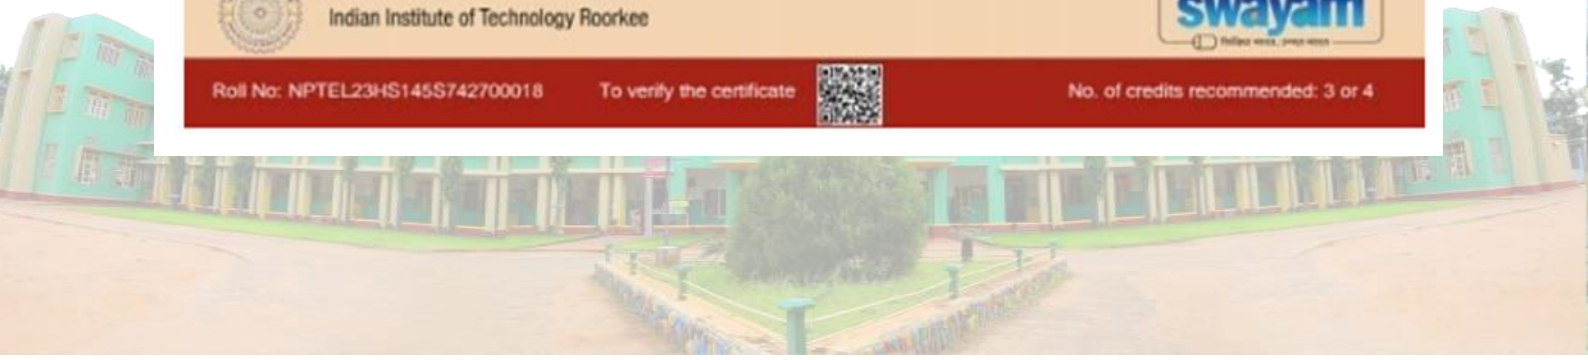 Indian Institute of Technology Roorkee
swayam
Roll No: NPTEL23HS145S742700018 To verify the certificate No. of credits recommended: 3 or 4